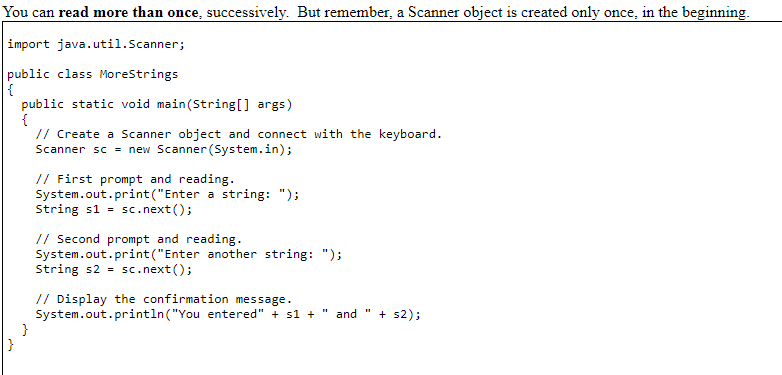 You can read more than once, successively.  But remember, a Scanner object is created only once, in the beginning.
import java.util.Scanner;

public class MoreStrings
{
  public static void main(String[] args)
  {
    // Create a Scanner object and connect with the keyboard.
    Scanner sc = new Scanner(System.in);

    // First prompt and reading.
    System.out.print("Enter a string: ");
    String s1 = sc.next();

    // Second prompt and reading.
    System.out.print("Enter another string: ");
    String s2 = sc.next();

    // Display the confirmation message.
    System.out.println("You entered" + s1 + " and " + s2);
  }
}